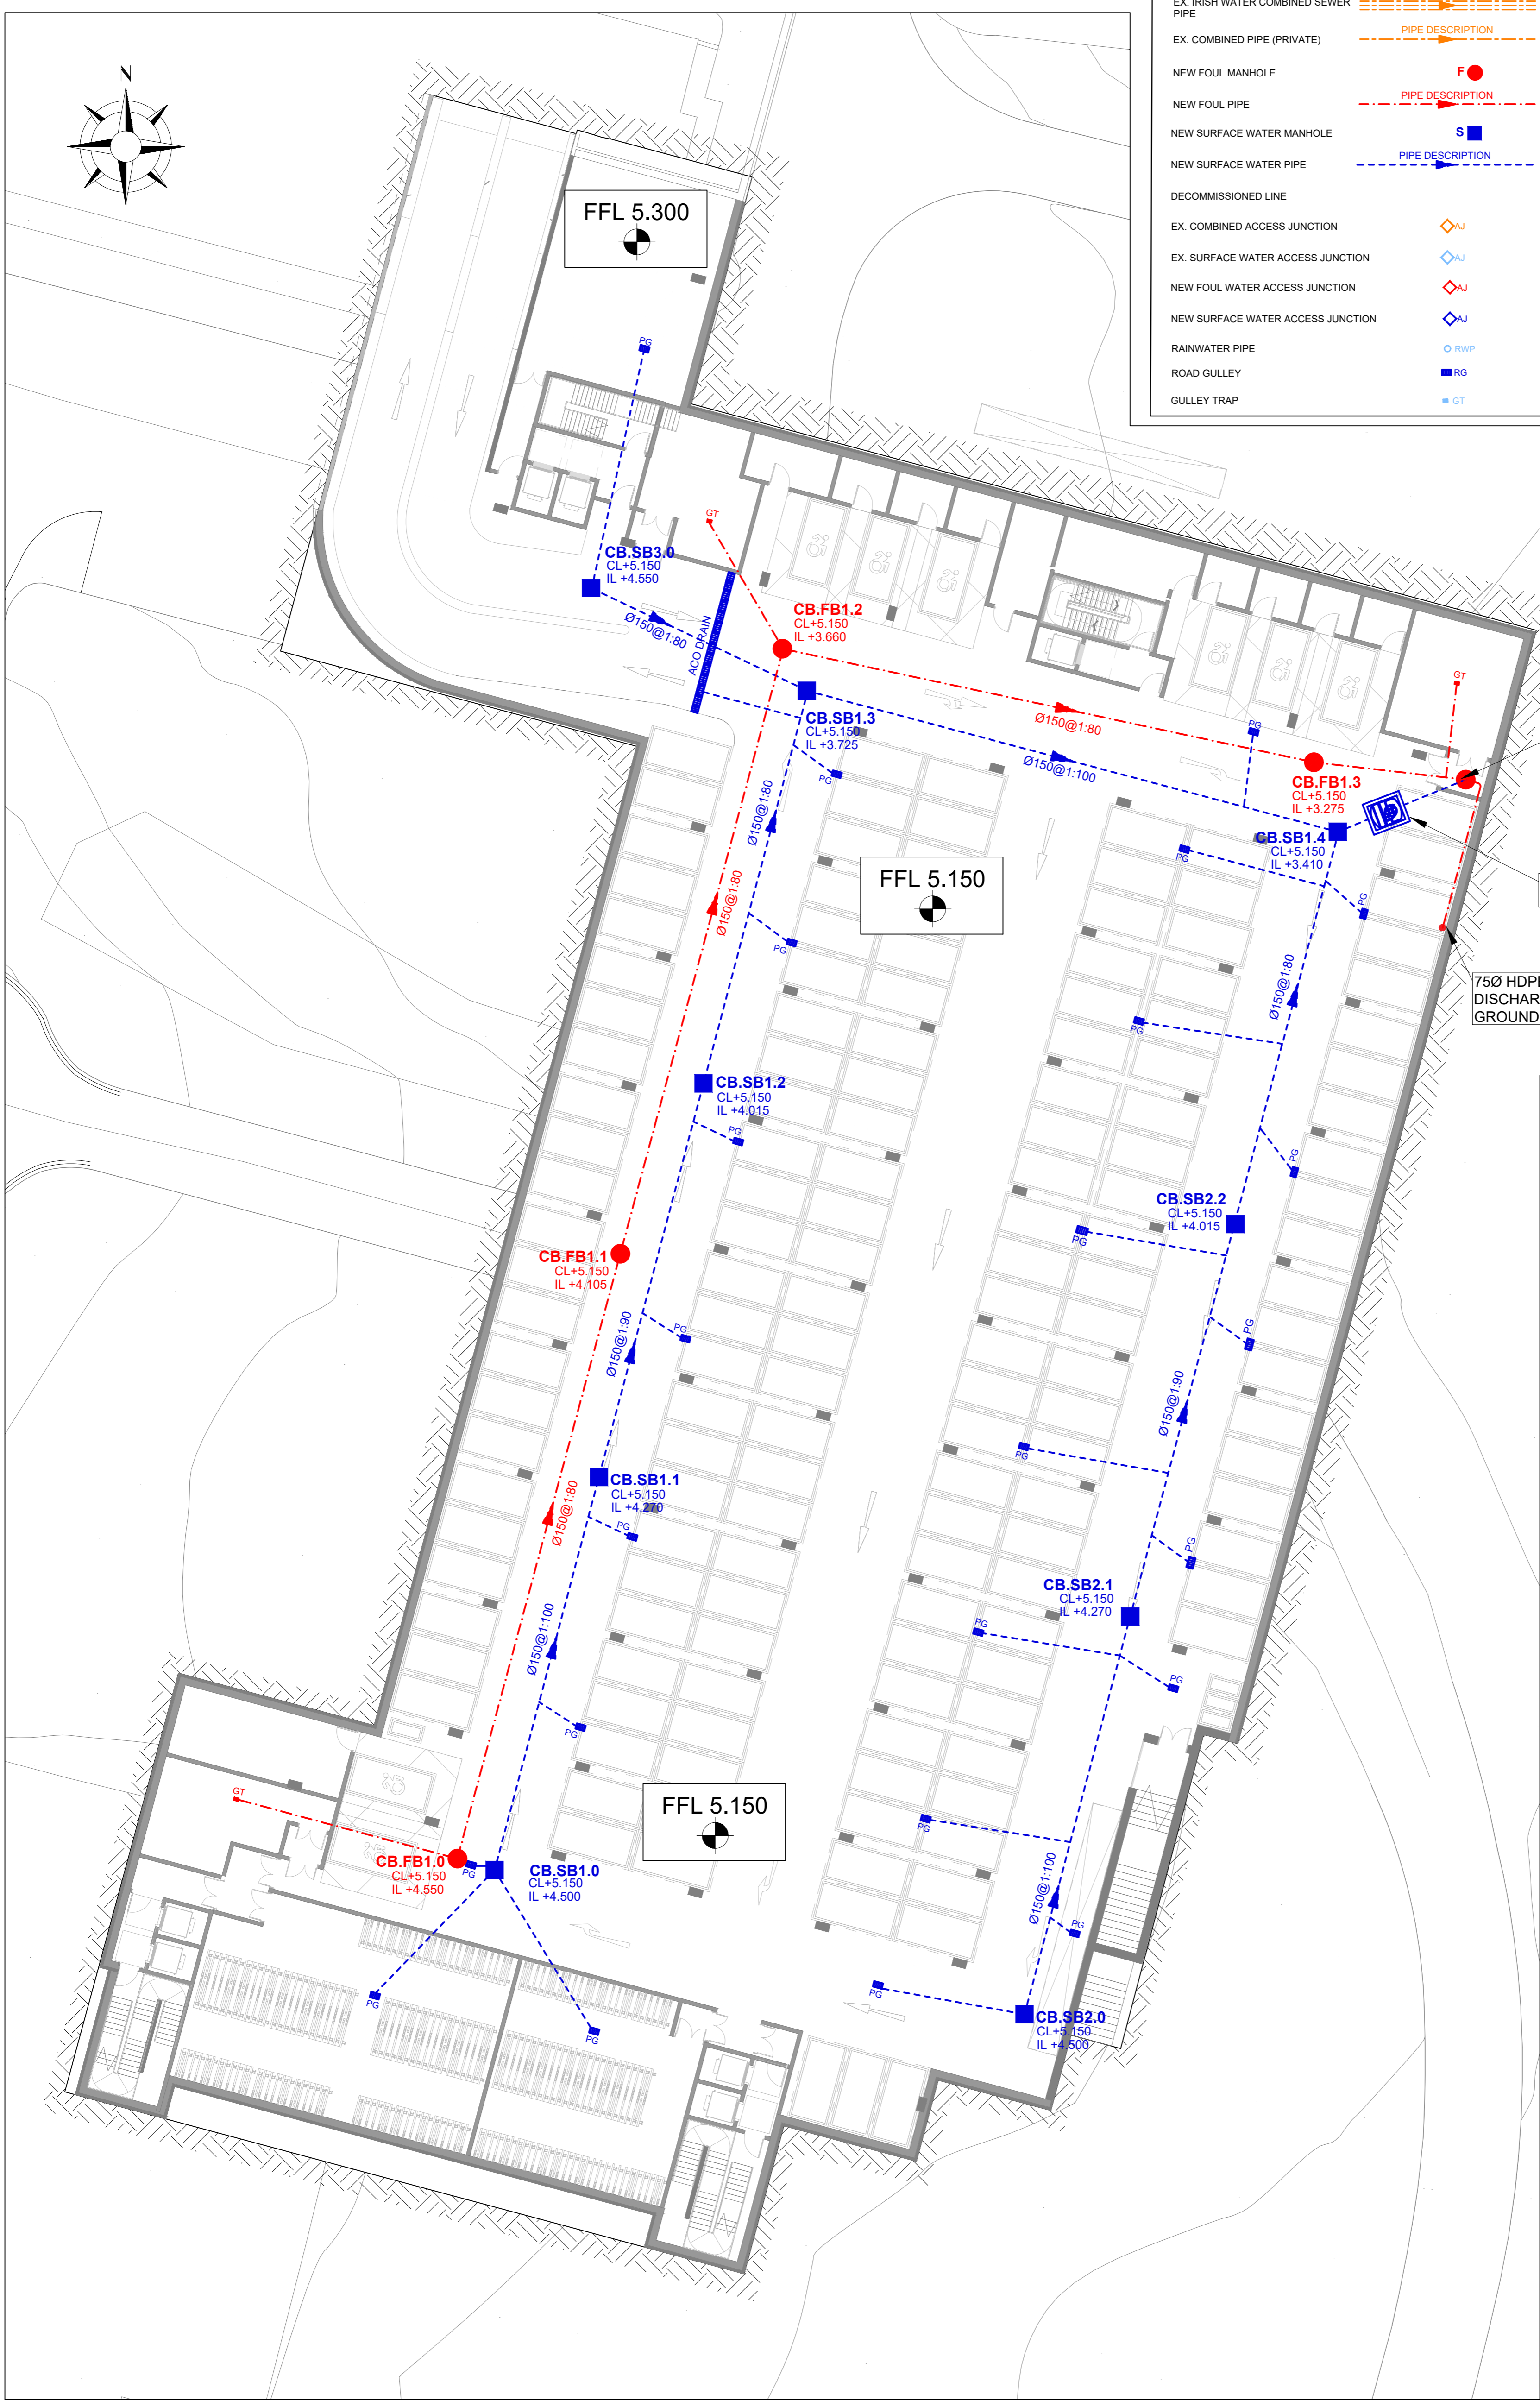 EX. IRISH WATER COMBINED SEWER
PIPE
EX. COMBINED PIPE (PRIVATE)
PIPE DESCRIPTION
NEW FOUL MANHOLE
F
NEW FOUL PIPE
PIPE DESCRIPTION
NEW SURFACE WATER MANHOLE
S
NEW SURFACE WATER PIPE
PIPE DESCRIPTION
DECOMMISSIONED LINE
EX. COMBINED ACCESS JUNCTION
AJ
EX. SURFACE WATER ACCESS JUNCTION
AJ
NEW FOUL WATER ACCESS JUNCTION
AJ
NEW SURFACE WATER ACCESS JUNCTION
AJ
RAINWATER PIPE
RWP
ROAD GULLEY
RG
GULLEY TRAP
GT
N
FFL 5.300
PG
GT
CB.SB3.0
CL+5.150
IL +4.550
Ø150@1:80
ACO DRAIN
CB.FB1.2
CL+5.150
IL +3.660
CB.SB1.3
CL+5.150
IL +3.725
PG
Ø150@1:80
Ø150@1:100
PG
GT
CB.FB1.3
CL+5.150
IL +3.275
CB.SB1.4
CL+5.150
IL +3.410
Ø150@1:80
Ø150@1:80
FFL 5.150
PG
PG
PG
75Ø HDPE
DISCHAR
GROUND
Ø150@1:80
PG
CB.SB1.2
CL+5.150
IL +4.015
PG
PG
CB.SB2.2
CL+5.150
IL +4.015
PG
CB.FB1.1
CL+5.150
IL +4.105
Ø150@1:90
PG
PG
Ø150@1:90
PG
CB.SB1.1
CL+5.150
IL +4.270
Ø150@1:80
PG
PG
CB.SB2.1
CL+5.150
IL +4.270
Ø150@1:100
PG
PG
PG
GT
FFL 5.150
PG
CB.FB1.0
CL+5.150
IL +4.550
PG
CB.SB1.0
CL+5.150
IL +4.500
Ø150@1:100
PG
PG
PG
PG
CB.SB2.0
CL+5.150
IL +4.500